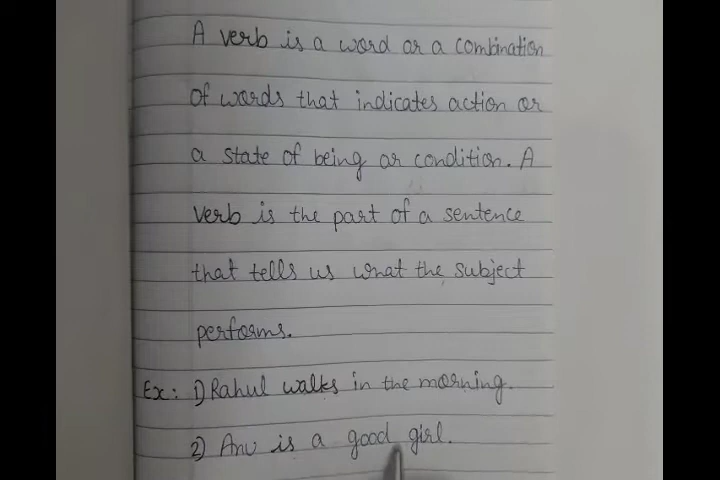 A verb is a word or a combination
of words that indicates action or
a state of being or condition. A
verb is the part of a sentence
that tells us what the subject
performs.
Ex: 1) Rahul walks in the morning.
2) Anu is a good girl.